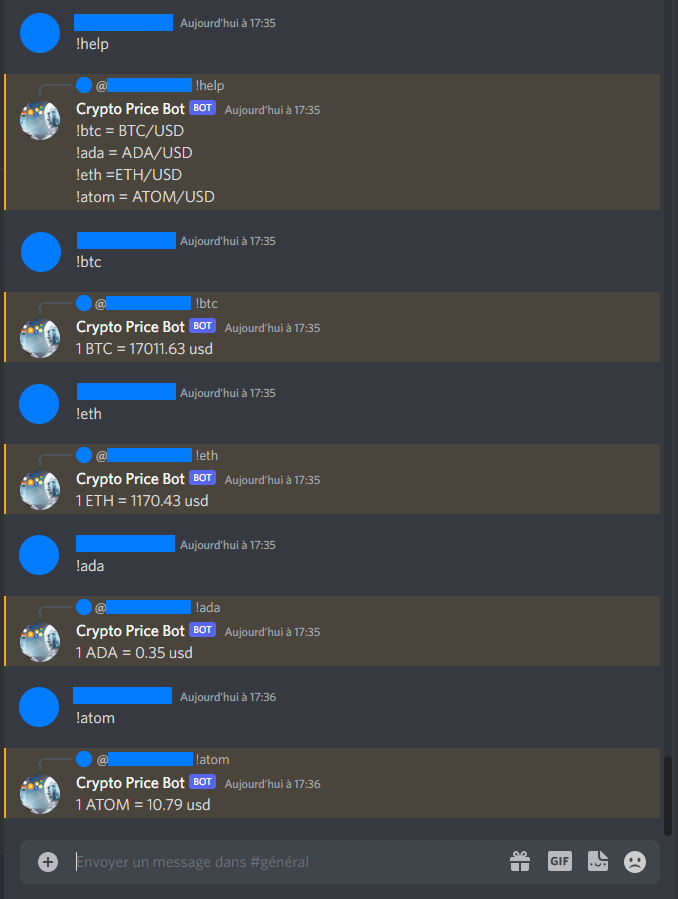 Aujourd'hui à 17:35
!help
@ !help
Crypto Price Bot BOT Aujourd'hui à 17:35
!btc = BTC/USD
!ada = ADA/USD
!eth =ETH/USD
!atom = ATOM/USD
Aujourd'hui à 17:35
!btc
@ !btc
Crypto Price Bot BOT Aujourd'hui à 17:35
1 BTC = 17011.63 usd
Aujourd'hui à 17:35
!eth
@ !eth
Crypto Price Bot BOT Aujourd'hui à 17:35
1 ETH = 1170.43 usd
Aujourd'hui à 17:35
!ada
@ !ada
Crypto Price Bot BOT Aujourd'hui à 17:35
1 ADA = 0.35 usd
Aujourd'hui à 17:36
!atom
@ !atom
Crypto Price Bot BOT Aujourd'hui à 17:36
1 ATOM = 10.79 usd
Envoyer un message dans #général GIF